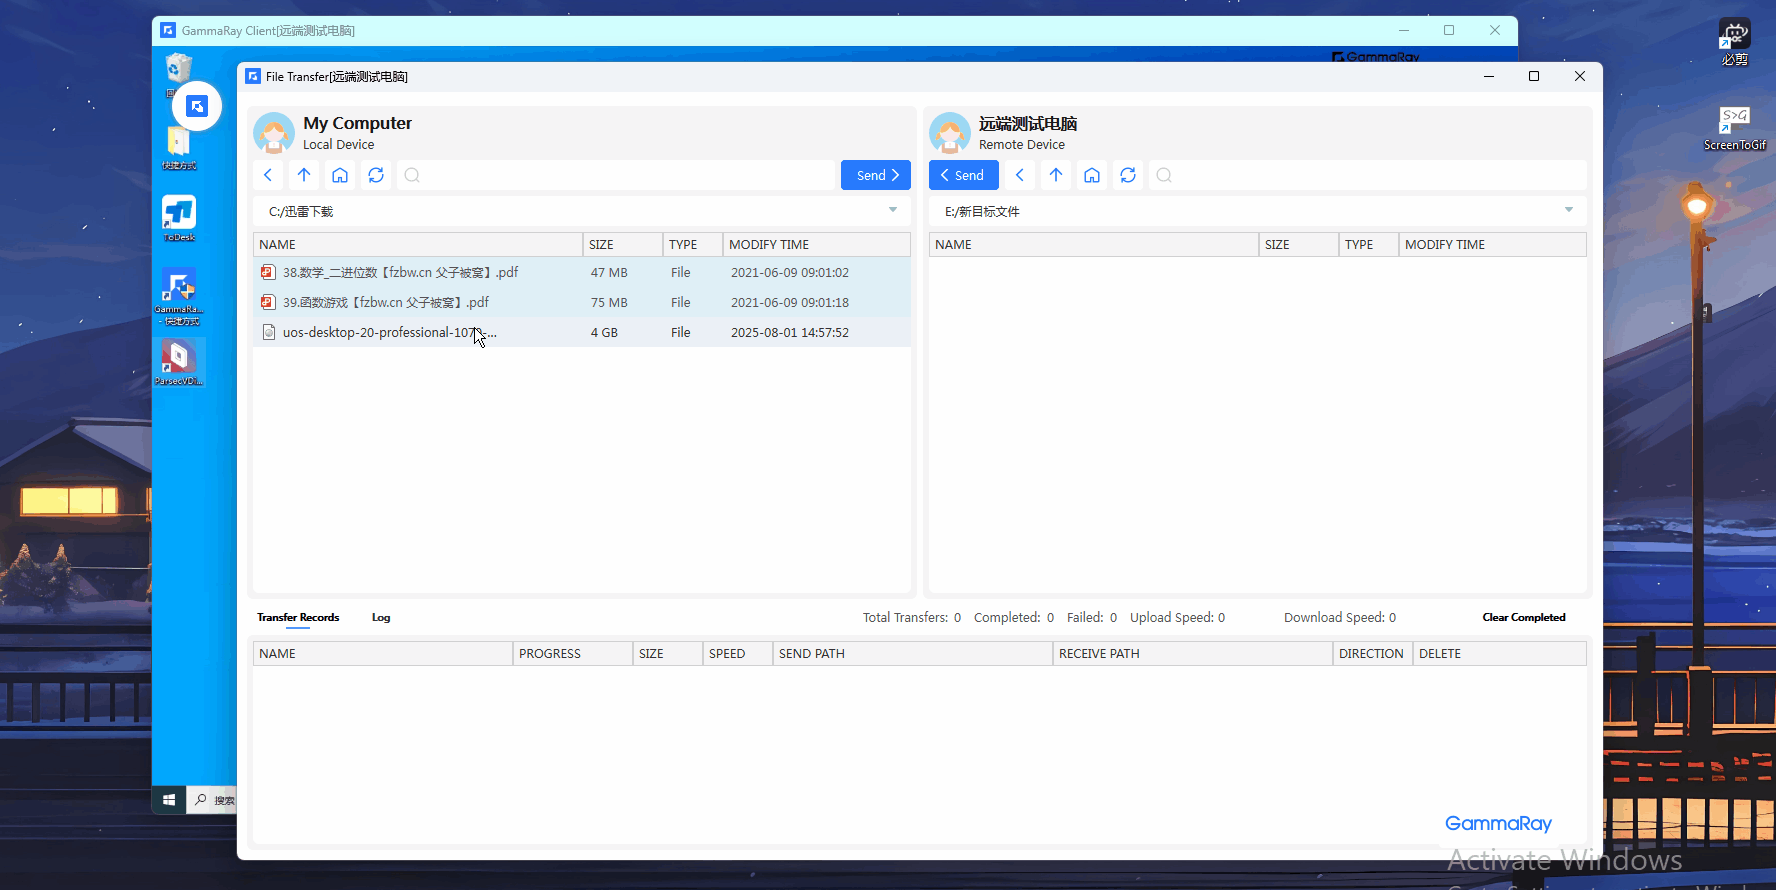 GammaRay Client[远端测试电脑]
GammaRay
必剪
S>G
ScreenToGif
快捷方式
ToDesk
GammaRa...
- 快捷方式
ParsecVDi...
搜索
File Transfer[远端测试电脑]
My Computer
Local Device
Send
C:/迅雷下载
NAME SIZE TYPE MODIFY TIME
38.数学_二进位数【fzbw.cn 父子被窝】.pdf 47 MB File 2021-06-09 09:01:02
39.函数游戏【fzbw.cn 父子被窝】.pdf 75 MB File 2021-06-09 09:01:18
uos-desktop-20-professional-107 -... 4 GB File 2025-08-01 14:57:52
远端测试电脑
Remote Device
Send
E:/新目标文件
NAME SIZE TYPE MODIFY TIME
Transfer Records Log Total Transfers: 0 Completed: 0 Failed: 0 Upload Speed: 0 Download Speed: 0 Clear Completed
NAME PROGRESS SIZE SPEED SEND PATH RECEIVE PATH DIRECTION DELETE
GammaRay
Activate Windows